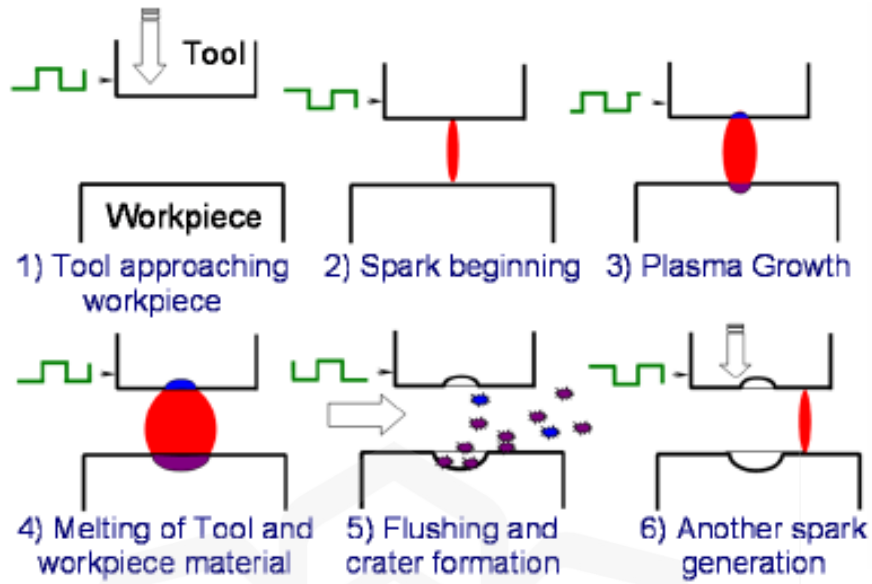 Tool
Workpiece
1) Tool approaching
workpiece
2) Spark beginning
3) Plasma Growth
4) Melting of Tool and
workpiece material
5) Flushing and
crater formation
6) Another spark
generation